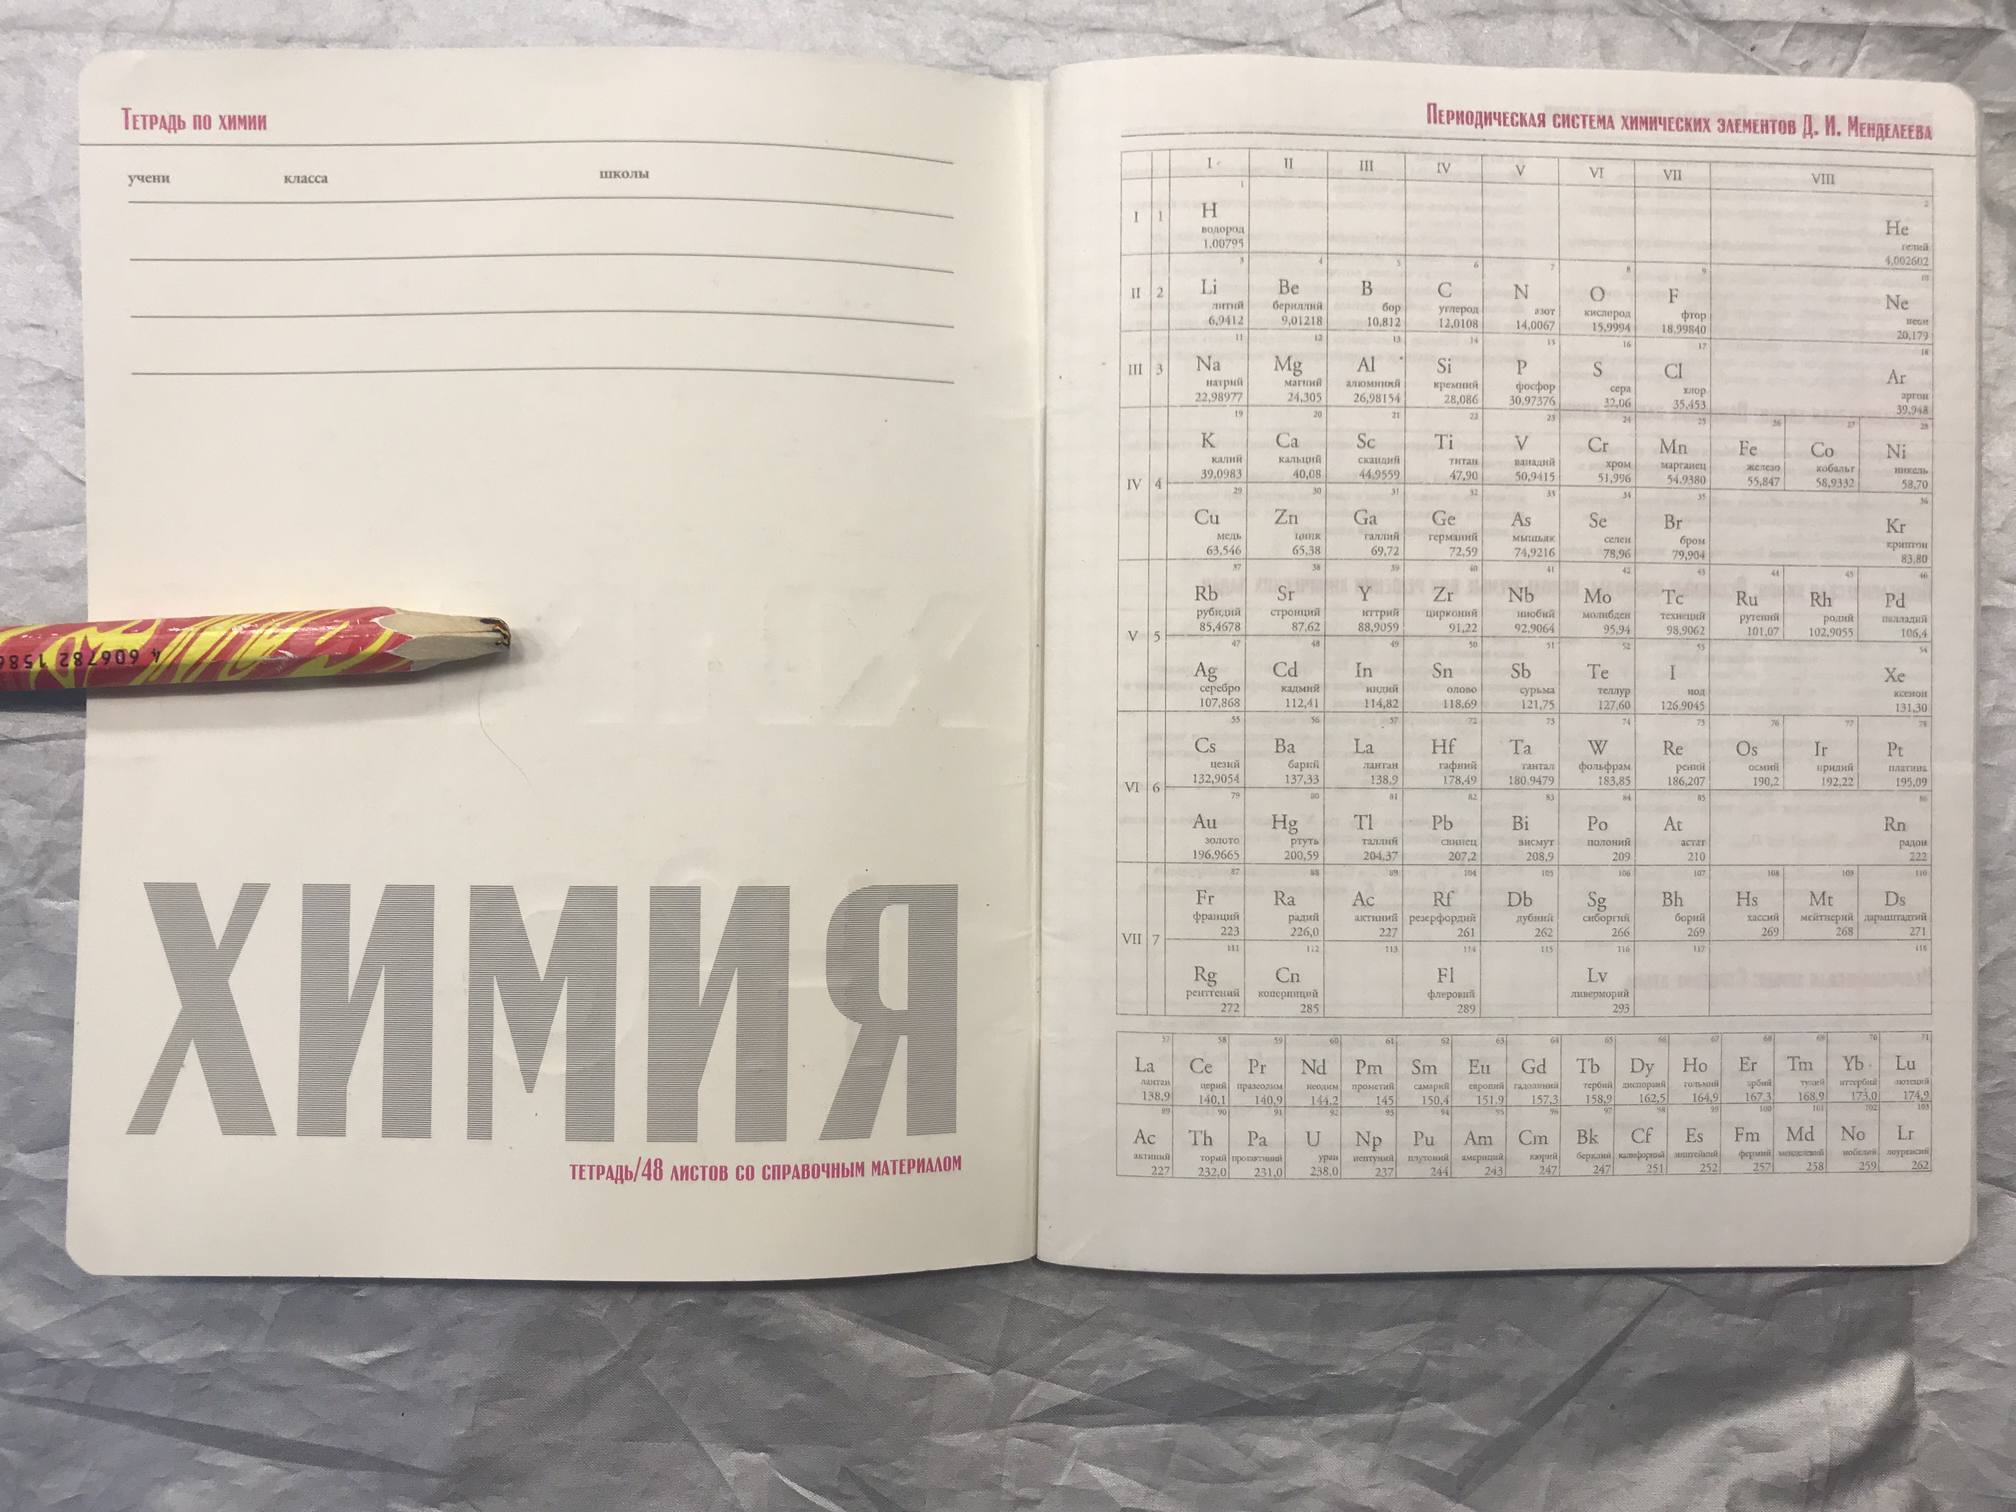 Тетрадь по химии
учени класса школы
4 606782 1586
ХИМИЯ
тетрадь/48 листов со справочным материалом
Периодическая система химических элементов Д. И. Менделеева
I II III IV V VI VII VIII
1 2
I 1 H He
водород гелий
1,00795 4,002602
3 4 5 6 7 8 9 10
II 2 Li Be B C N O F Ne
литий бериллий бор углерод азот кислород фтор неон
6,9412 9,01218 10,812 12,0108 14,0067 15,9994 18,99840 20,179
11 12 13 14 15 16 17 18
III 3 Na Mg Al Si P S Cl Ar
натрий магний алюминий кремний фосфор сера хлор аргон
22,98977 24,305 26,98154 28,086 30,97376 32,06 35,453 39,948
19 20 21 22 23 24 25 26 27 28
IV 4 K Ca Sc Ti V Cr Mn Fe Co Ni
калий кальций скандий титан ванадий хром марганец железо кобальт никель
39,0983 40,08 44,9559 47,90 50,9415 51,996 54,9380 55,847 58,9332 58,70
29 30 31 32 33 34 35 36
Cu Zn Ga Ge As Se Br Kr
медь цинк галлий германий мышьяк селен бром криптон
63,546 65,38 69,72 72,59 74,9216 78,96 79,904 83,80
37 38 39 40 41 42 43 44 45 46
V 5 Rb Sr Y Zr Nb Mo Tc Ru Rh Pd
рубидий стронций иттрий цирконий ниобий молибден технеций рутений родий палладий
85,4678 87,62 88,9059 91,22 92,9064 95,94 98,9062 101,07 102,9055 106,4
47 48 49 50 51 52 53 54
Ag Cd In Sn Sb Te I Xe
серебро кадмий индий олово сурьма теллур иод ксенон
107,868 112,41 114,82 118,69 121,75 127,60 126,9045 131,30
55 56 57 72 73 74 75 76 77 78
VI 6 Cs Ba La Hf Ta W Re Os Ir Pt
цезий барий лантан гафний тантал фольфрам рений осмий иридий платина
132,9054 137,33 138,9 178,49 180,9479 183,85 186,207 190,2 192,22 195,09
79 80 81 82 83 84 85 86
Au Hg Tl Pb Bi Po At Rn
золото ртуть таллий свинец висмут полоний астат радон
196,9665 200,59 204,37 207,2 208,9 209 210 222
87 88 89 104 105 106 107 108 109 110
VII 7 Fr Ra Ac Rf Db Sg Bh Hs Mt Ds
франций радий актиний резерфордий дубний сиборгий борий хассий мейтнерий дармштадтий
223 226,0 227 261 262 266 269 269 268 271
111 112 113 114 115 116 117 118
Rg Cn Fl Lv
рентгений коперниций флеровий ливерморий
272 285 289 293
57 58 59 60 61 62 63 64 65 66 67 68 69 70 71
La Ce Pr Nd Pm Sm Eu Gd Tb Dy Ho Er Tm Yb Lu
лантан церий празеодим неодим прометий самарий европий гадолиний тербий диспрозий гольмий эрбий тулий иттербий лютеций
138,9 140,1 140,9 144,2 145 150,4 151,9 157,3 158,9 162,5 164,9 167,3 168,9 173,0 174,9
89 90 91 92 93 94 95 96 97 98 99 100 101 102 103
Ac Th Pa U Np Pu Am Cm Bk Cf Es Fm Md No Lr
актиний торий протактиний уран нептуний плутоний америций кюрий берклий калифорний эйнштейний фермий менделевий нобелий лоуренсий
227 232,0 231,0 238,0 237 244 243 247 247 251 252 257 258 259 262